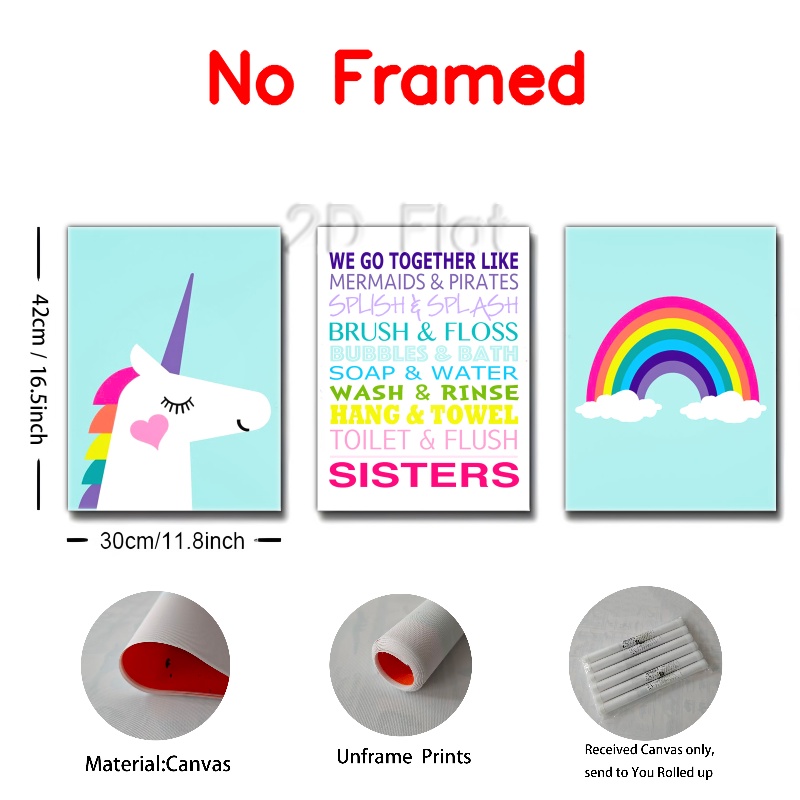 No Framed
2D Flat
WE GO TOGETHER LIKE
MERMAIDS & PIRATES
SPLISH & SPLASH
BRUSH & FLOSS
BUBBLES & BATH
SOAP & WATER
WASH & RINSE
HANG & TOWEL
TOILET & FLUSH
SISTERS
42cm / 16.5inch
30cm/11.8inch
Material:Canvas
Unframe Prints
Received Canvas only,
send to You Rolled up